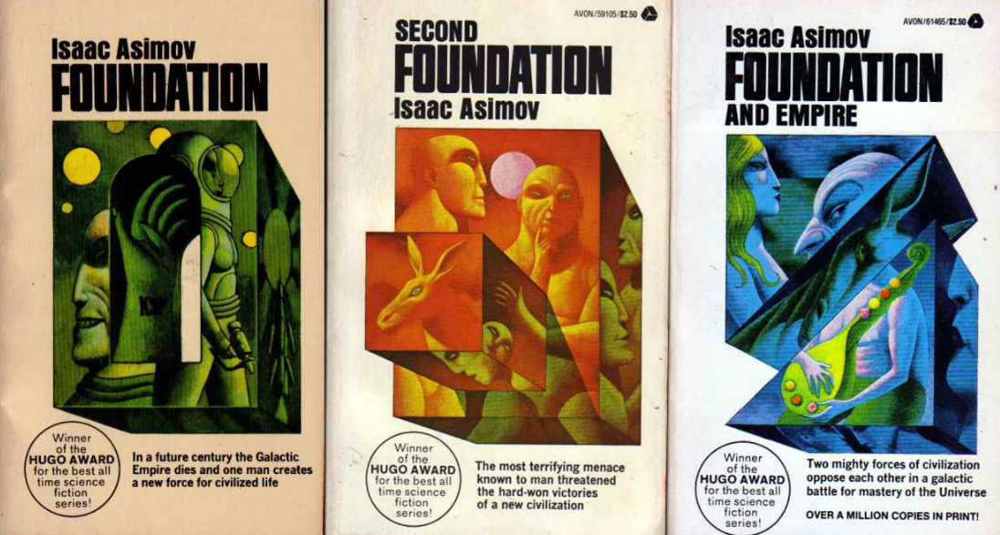 Isaac Asimov
FOUNDATION
Winner
of the
HUGO AWARD
for the best all
time science
fiction
series!
In a future century the Galactic
Empire dies and one man creates
a new force for civilized life
AVON/59105/$2.50
SECOND
FOUNDATION
Isaac Asimov
Winner
of the
HUGO AWARD
for the best all
time science
fiction
series!
The most terrifying menace
known to man threatened
the hard-won victories
of a new civilization
AVON/61465/$2.50
Isaac Asimov
FOUNDATION
AND EMPIRE
Winner
of the
HUGO AWARD
for the best all
time science
fiction
series!
Two mighty forces of civilization
oppose each other in a galactic
battle for mastery of the Universe
OVER A MILLION COPIES IN PRINT!